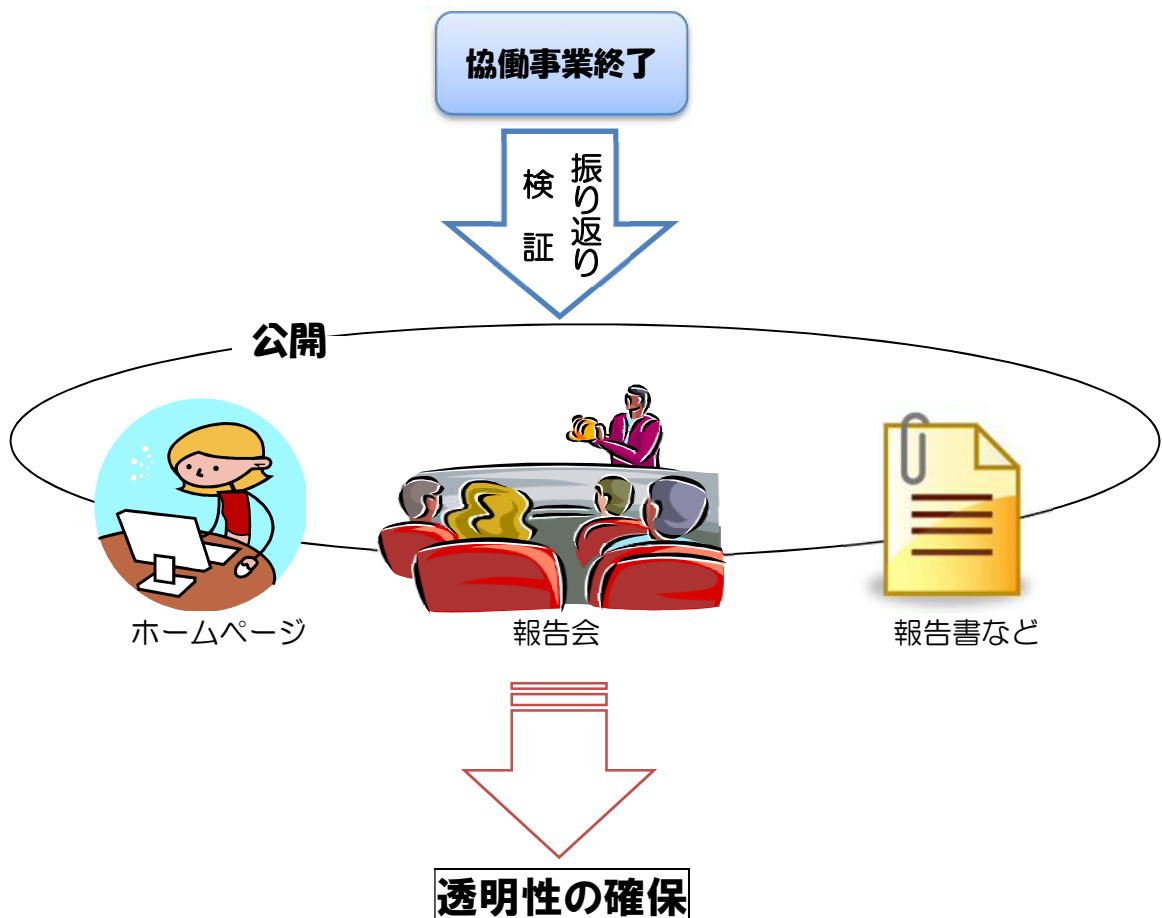 協働事業終了
振り返り
検証
公開
ホームページ
報告会
報告書など
透明性の確保